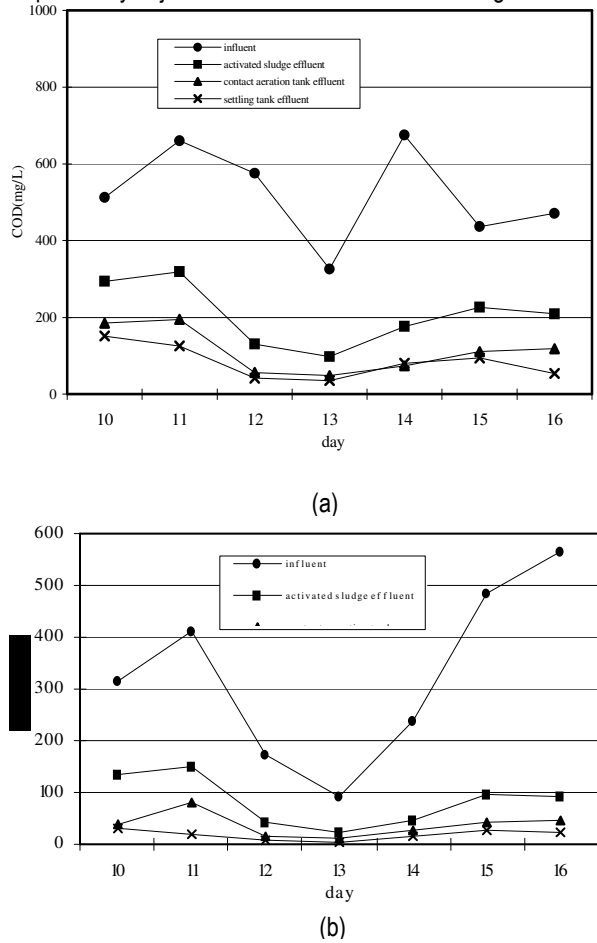 1000
influent
activated sludge effluent
contact aeration tank effluent
settling tank effluent
800
600
400
200
0
COD(mg/L)
10 11 12 13 14 15 16
day
(a)
600
influent
activated sludge effluent
500
400
300
200
100
0
10 11 12 13 14 15 16
day
(b)